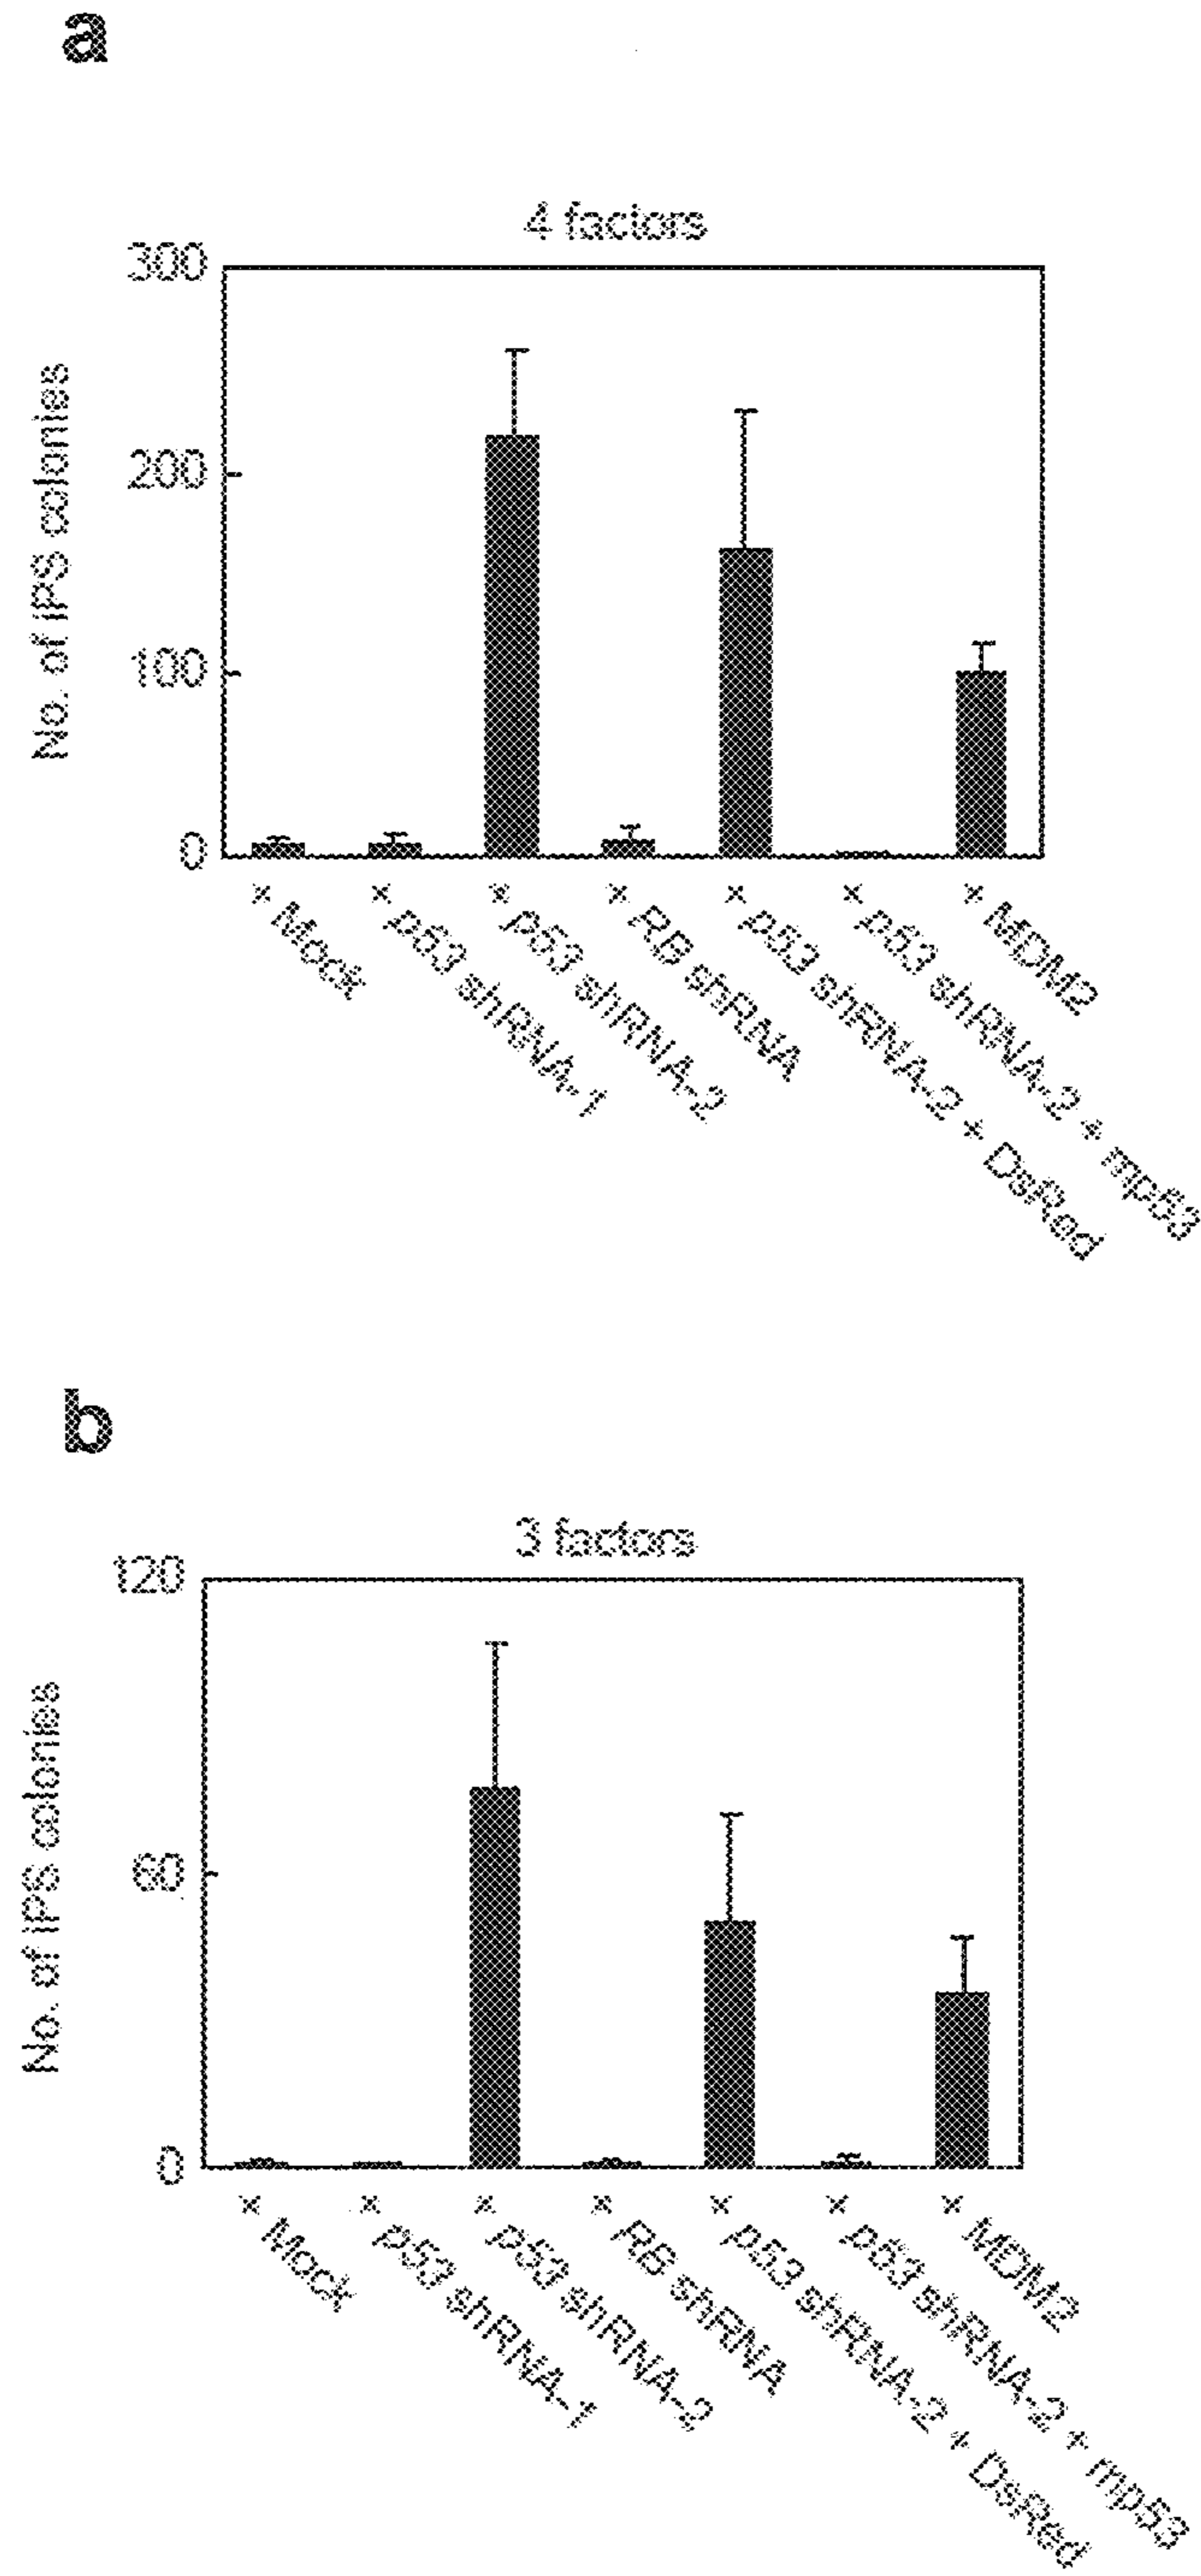 a
4 factors
300
200
100
0
No. of iPS colonies
+ Mock
+ p53 shRNA-1
+ p53 shRNA-2
+ RB shRNA
+ p53 shRNA-2 + DsRed
+ p53 shRNA-2 + mp53
+ MDM2
b
3 factors
120
60
0
No. of iPS colonies
+ Mock
+ p53 shRNA-1
+ p53 shRNA-2
+ RB shRNA
+ p53 shRNA-2 + DsRed
+ p53 shRNA-2 + mp53
+ MDM2